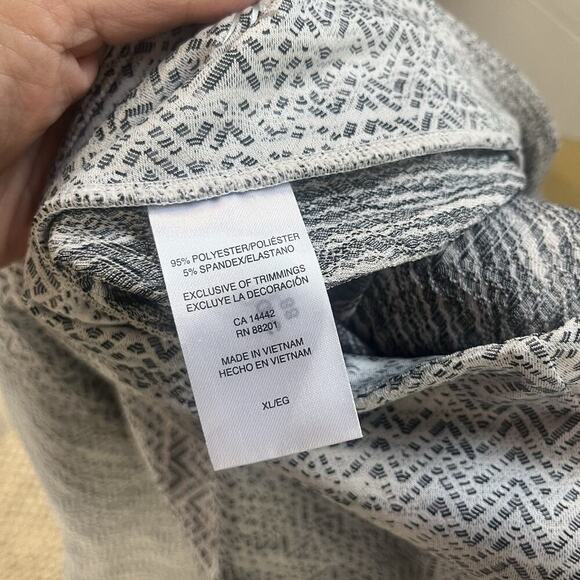 95% POLYESTER/POLIÉSTER
5% SPANDEX/ELASTANO
EXCLUSIVE OF TRIMMINGS
EXCLUYE LA DECORACIÓN
CA 14442
RN 88201
MADE IN VIETNAM
HECHO EN VIETNAM
XL/EG